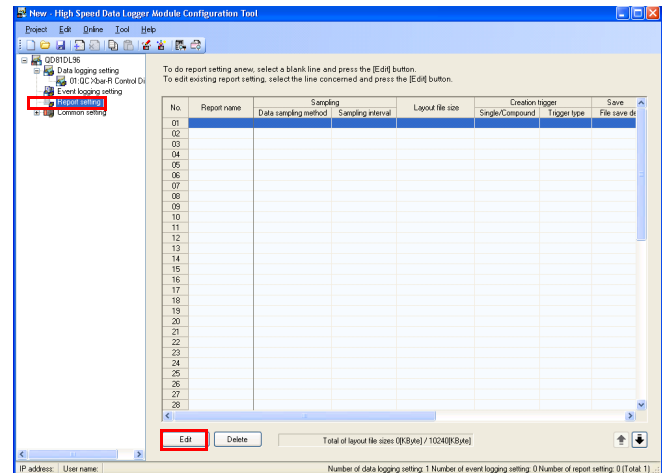 New - High Speed Data Logger Module Configuration Tool
Project Edit Online Tool Help
QD81DL96
Data logging setting
01:QC Xbar-R Control Di
Event logging setting
Report setting
Common setting
To do report setting anew, select a blank line and press the [Edit] button.
To edit existing report setting, select the line concerned and press the [Edit] button.
No. Report name Sampling Layout file size Creation trigger Save
Data sampling method Sampling interval Single/Compound Trigger type File save de
01
02
03
04
05
06
07
08
09
10
11
12
13
14
15
16
17
18
19
20
21
22
23
24
25
26
27
28
Edit Delete Total of layout file sizes 0[KByte] / 10240[KByte]
IP address: User name: Number of data logging setting: 1 Number of event logging setting: 0 Number of report setting: 0 (Total: 1)